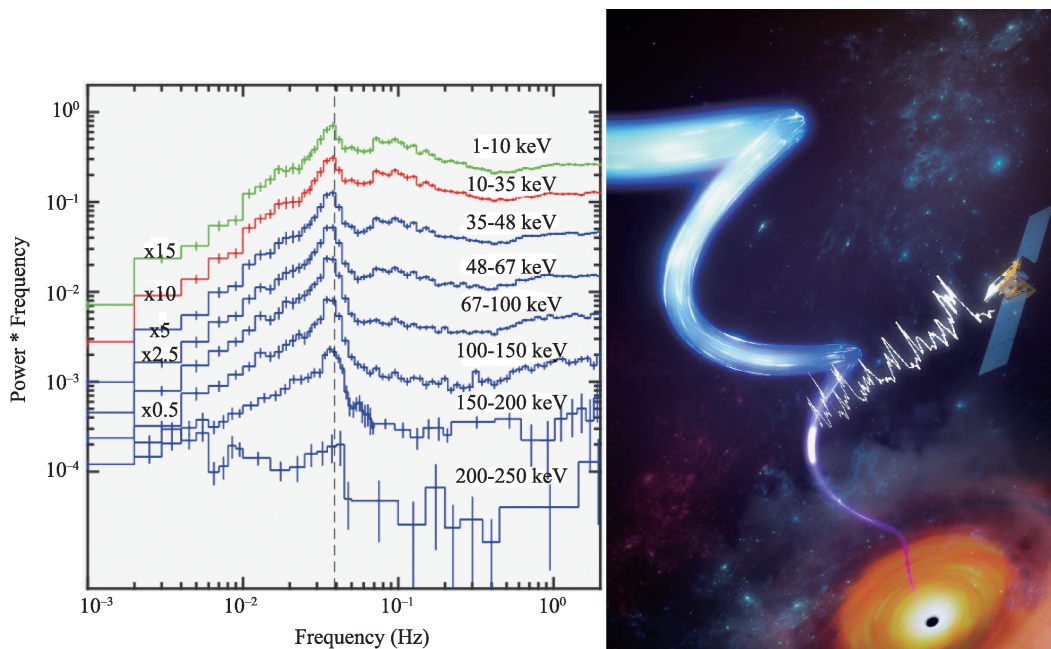 10⁰
10⁻¹
10⁻²
10⁻³
10⁻⁴
Power * Frequency
1-10 keV
10-35 keV
35-48 keV
48-67 keV
67-100 keV
100-150 keV
150-200 keV
200-250 keV
x15
x10
x5
x2.5
x0.5
10⁻³
10⁻²
10⁻¹
10⁰
Frequency (Hz)